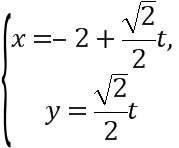 x = − 2 + √2/2 t,
y = √2/2 t